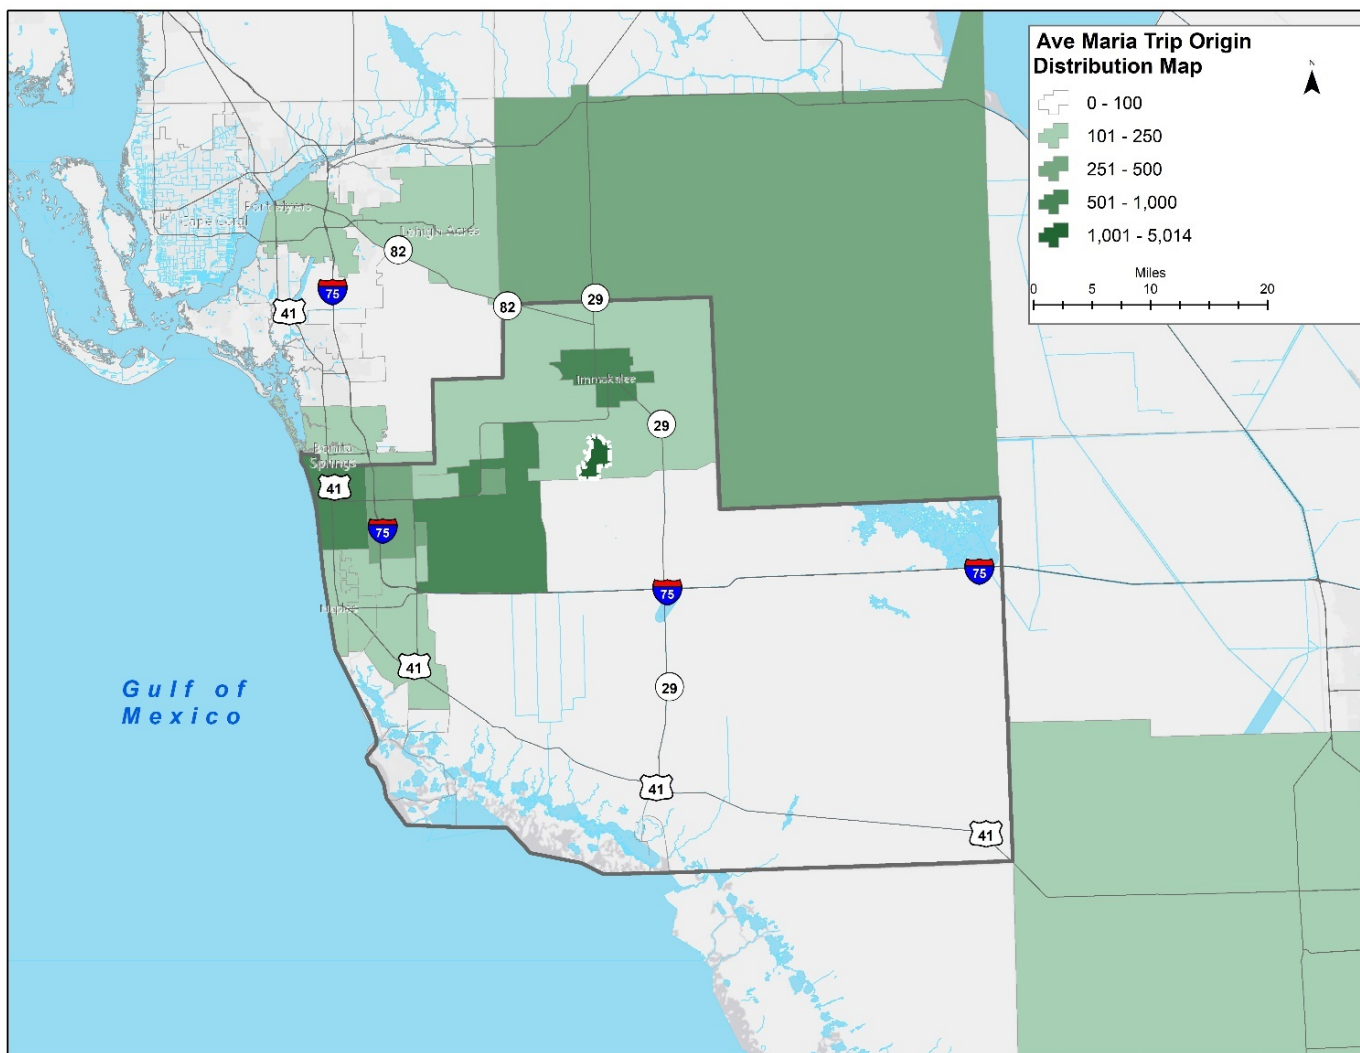 Ave Maria Trip Origin
Distribution Map
N
0 - 100
101 - 250
251 - 500
501 - 1,000
1,001 - 5,014
Miles
0 5 10 20
Fort Myers
Cape Coral
Lehigh Acres
82
75
41
82
29
Immokalee
29
Bonita
Springs
41
75
75
75
Naples
41
29
Gulf of
Mexico
41
41